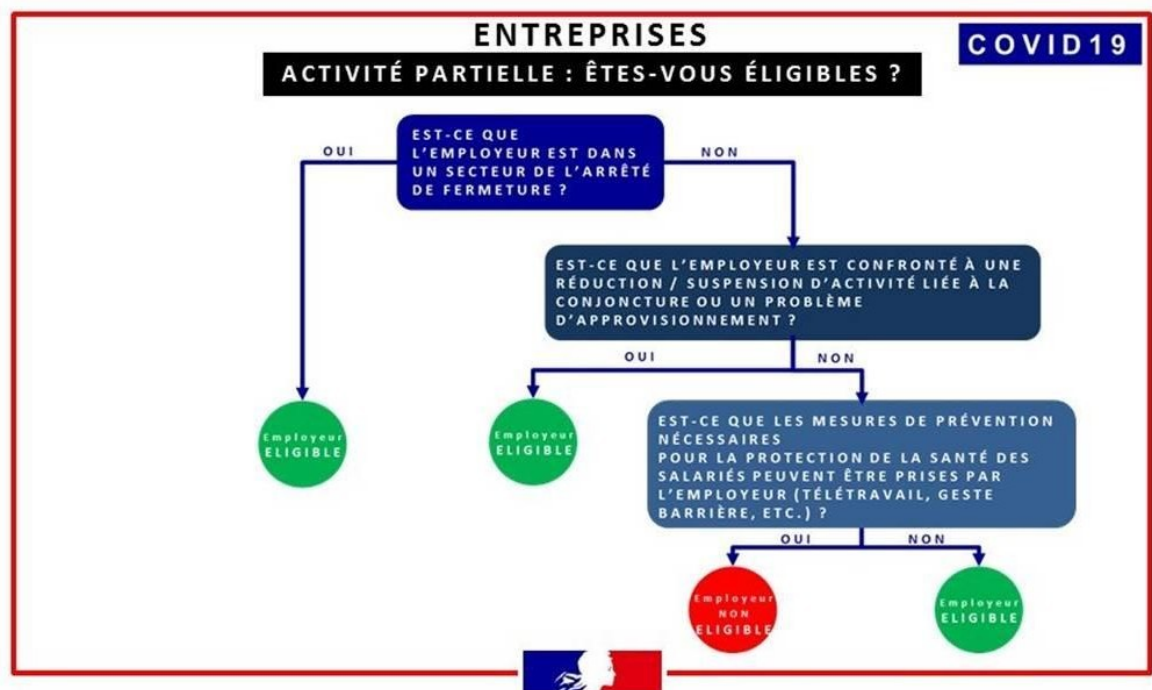 ENTREPRISES
COVID19
ACTIVITÉ PARTIELLE : ÊTES-VOUS ÉLIGIBLES ?
EST-CE QUE
L'EMPLOYEUR EST DANS
UN SECTEUR DE L'ARRÊTÉ
DE FERMETURE ?
OUI
NON
EST-CE QUE L'EMPLOYEUR EST CONFRONTÉ À UNE
RÉDUCTION / SUSPENSION D'ACTIVITÉ LIÉE À LA
CONJONCTURE OU UN PROBLÈME
D'APPROVISIONNEMENT ?
OUI
NON
Employeur
ELIGIBLE
Employeur
ELIGIBLE
EST-CE QUE LES MESURES DE PRÉVENTION
NÉCESSAIRES
POUR LA PROTECTION DE LA SANTÉ DES
SALARIÉS PEUVENT ÊTRE PRISES PAR
L'EMPLOYEUR (TÉLÉTRAVAIL, GESTE
BARRIÈRE, ETC.) ?
OUI
NON
Employeur
NON
ELIGIBLE
Employeur
ELIGIBLE